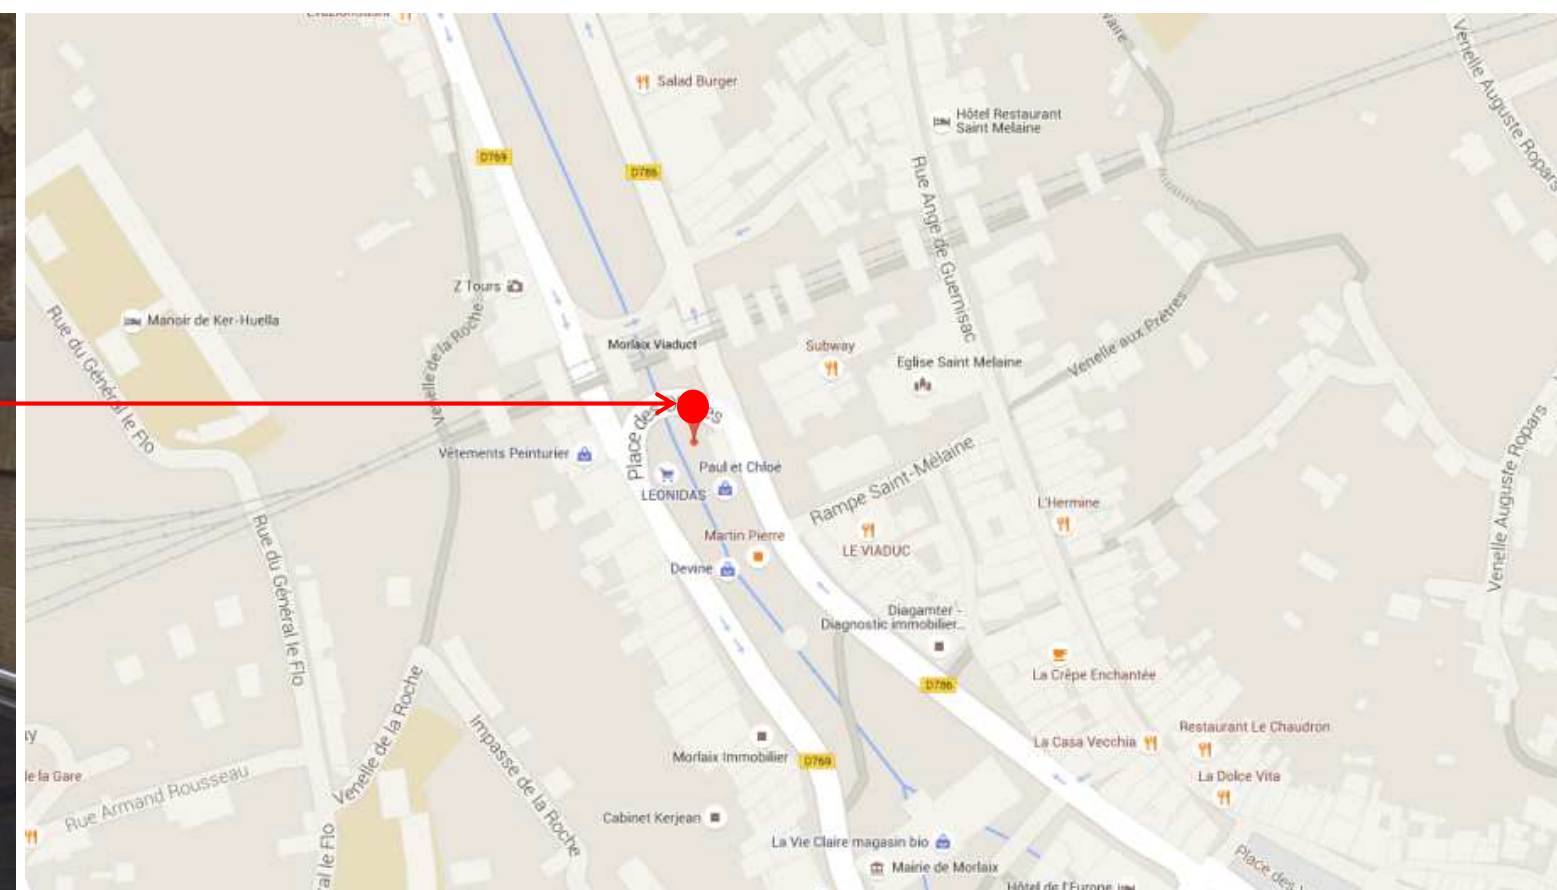 Salad Burger
Hôtel Restaurant
Saint Melaine
Venelle Auguste Ropars
D769
D786
Rue Ange de Guernisac
Z Tours
Manoir de Ker-Huella
Venelle de la Roche
Morlaix Viaduct
Subway
Eglise Saint Melaine
Venelle aux Prêtres
Rue du Général le Flo
Place des
Vêtements Peinturier
Paul et Chloé
LEONIDAS
Rampe Saint-Mélaine
L'Hermine
LE VIADUC
Martin Pierre
Devine
Venelle Auguste Ropars
Rue du Général le Flo
Diagamter -
Diagnostic immobilier...
La Crêpe Enchantée
D786
Venelle de la Roche
Impasse de la Roche
Restaurant Le Chaudron
La Casa Vecchia
Morlaix Immobilier
D769
de la Gare
Rue Armand Rousseau
La Dolce Vita
Cabinet Kerjean
La Vie Claire magasin bio
Mairie de Morlaix
al le Flo
Place des
Hôtel de l'Europe